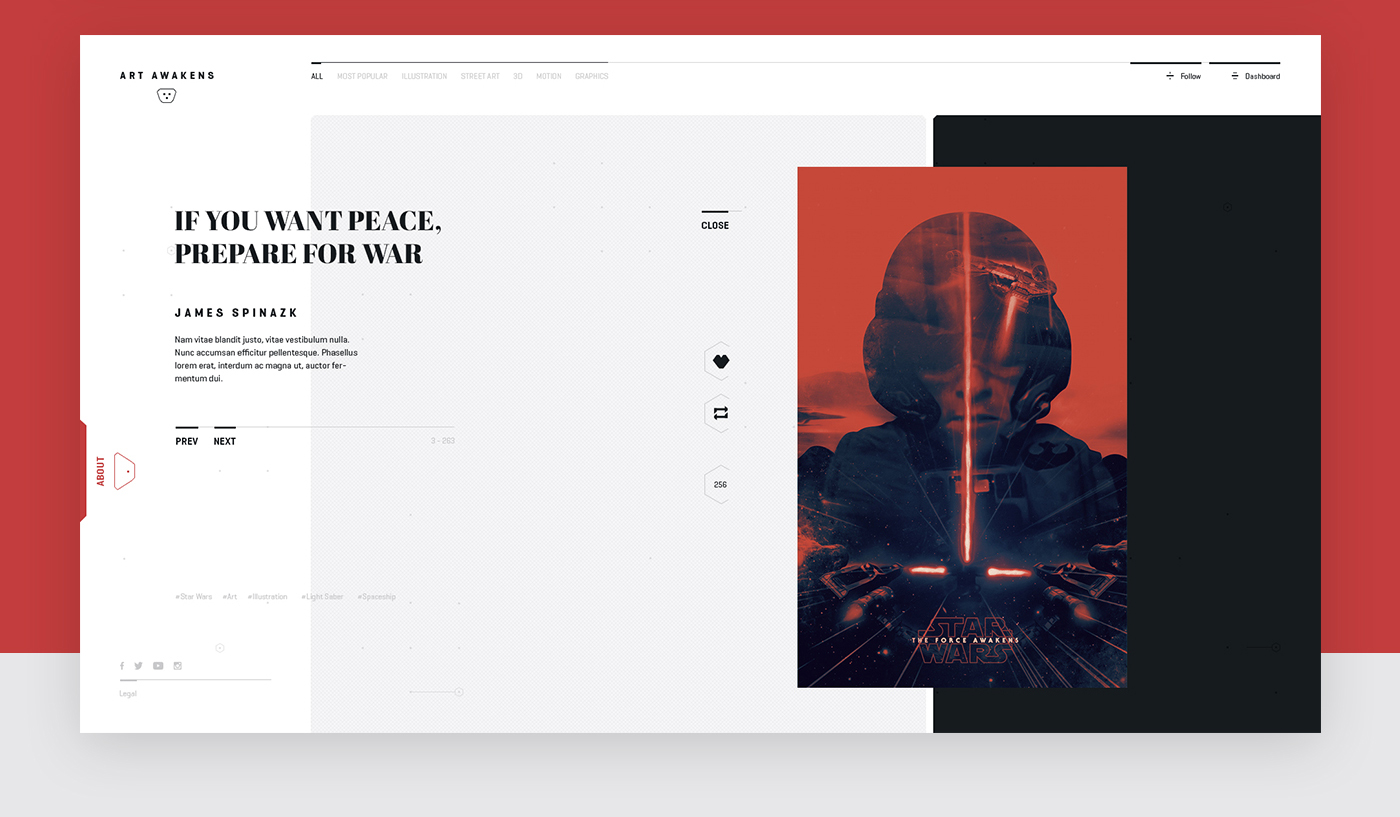 ART AWAKENS
ALL MOST POPULAR ILLUSTRATION STREET ART 3D MOTION GRAPHICS
Follow Dashboard
IF YOU WANT PEACE,
PREPARE FOR WAR
CLOSE
JAMES SPINAZK
Nam vitae blandit justo, vitae vestibulum nulla.
Nunc accumsan efficitur pellentesque. Phasellus
lorem erat, interdum ac magna ut, auctor fer-
mentum dui.
PREV NEXT 3 - 263
ABOUT
256
#Star Wars #Art #Illustration #Light Saber #Spaceship
STAR
THE FORCE AWAKENS
WARS
Legal